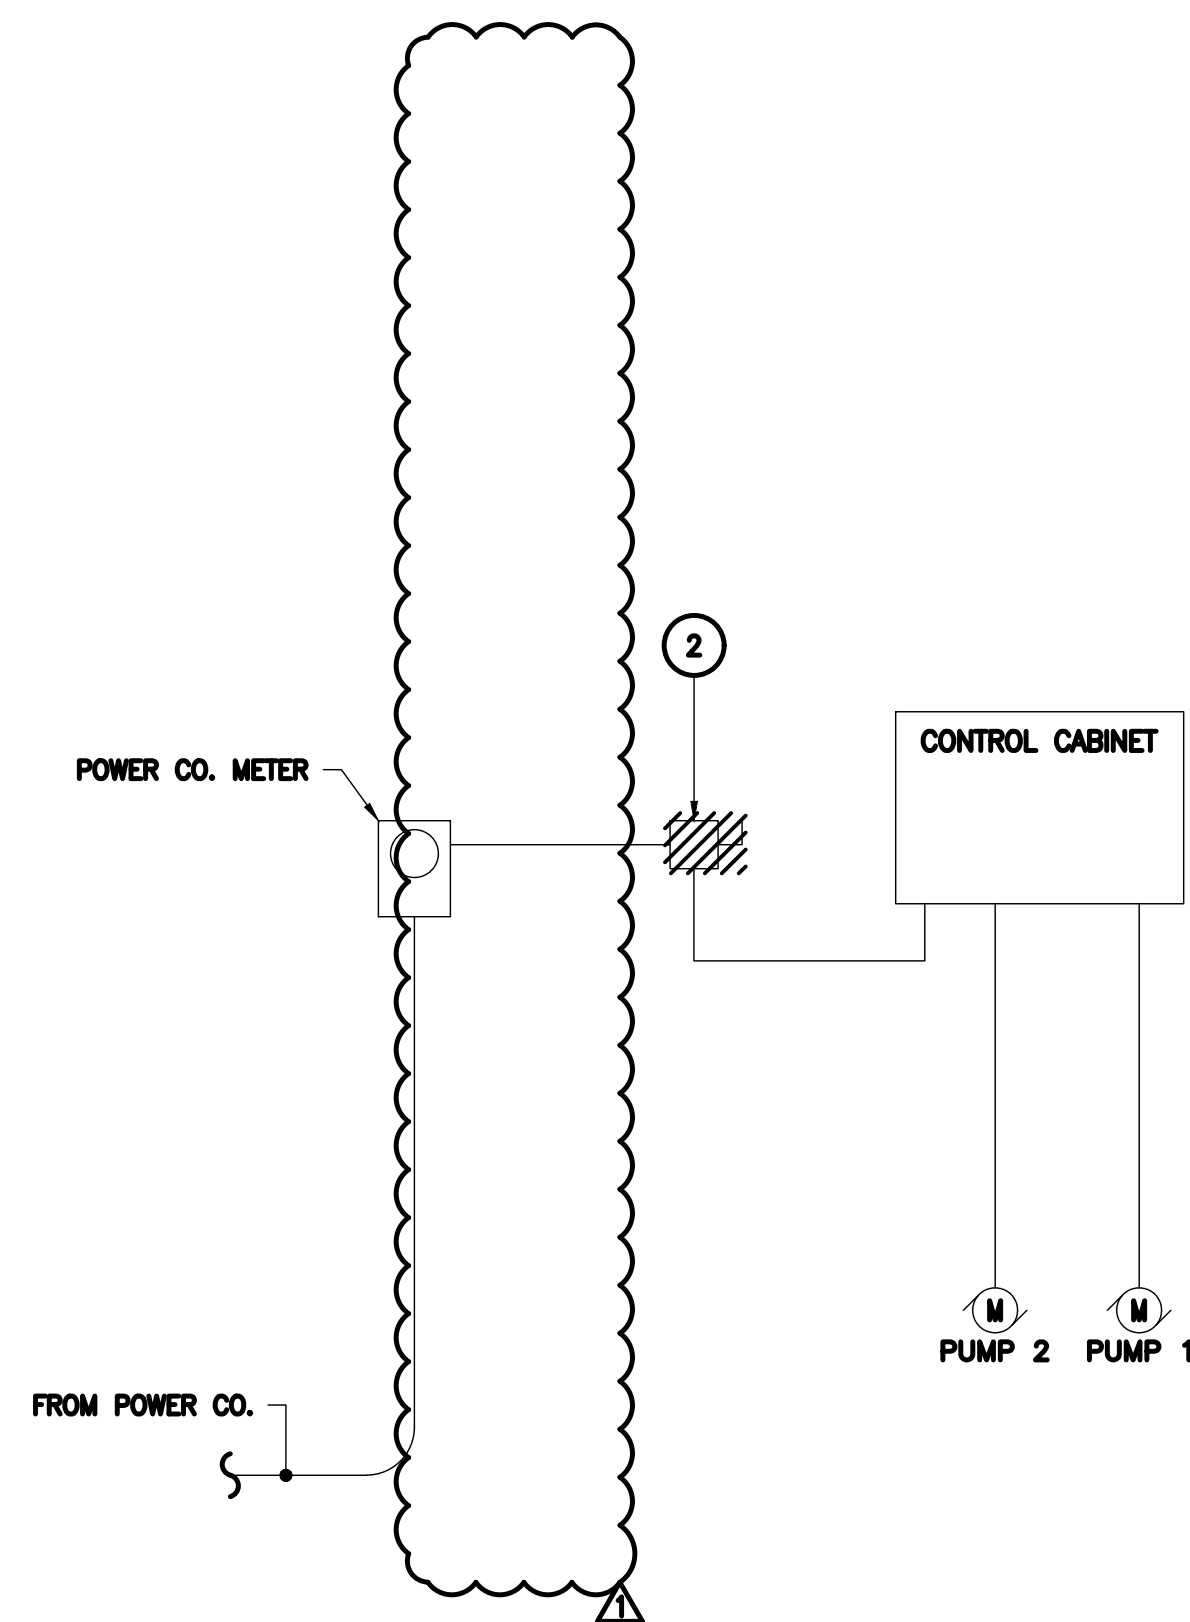 2
CONTROL CABINET
POWER CO. METER
M
M
PUMP 2
PUMP 1
FROM POWER CO.
1